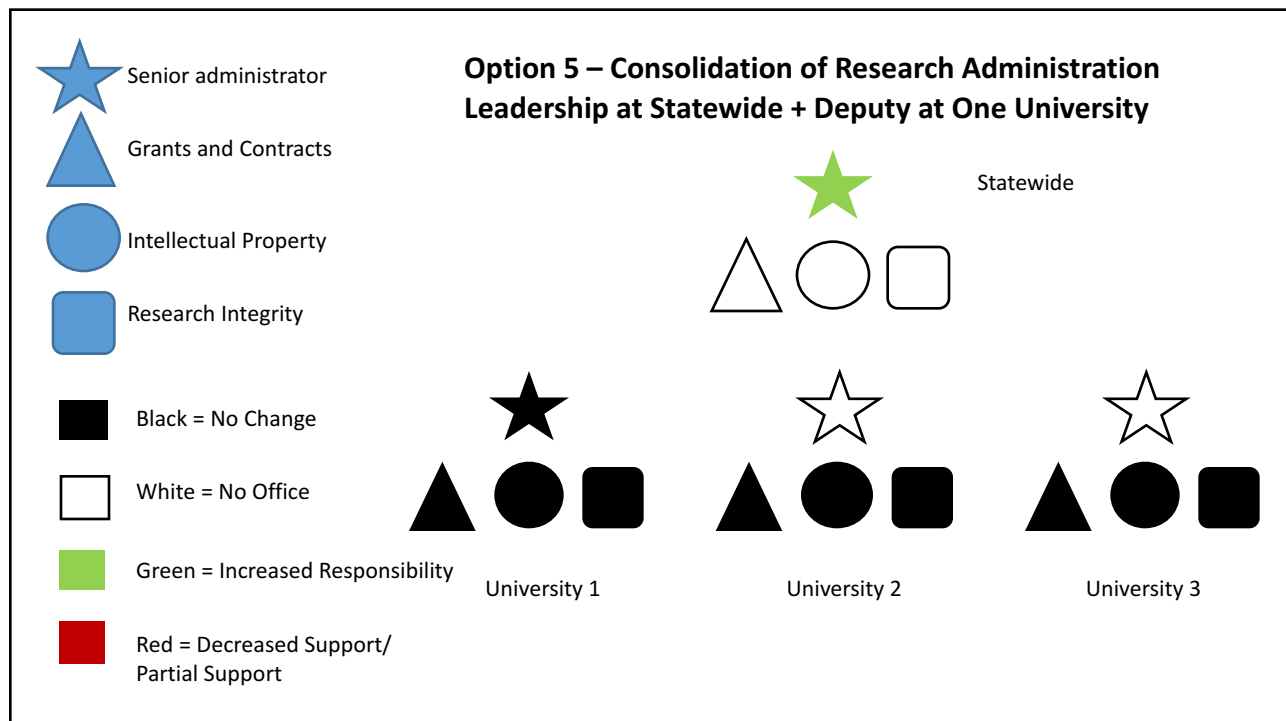 Option 5 – Consolidation of Research Administration
Leadership at Statewide + Deputy at One University
Senior administrator
Grants and Contracts
Intellectual Property
Research Integrity
Black = No Change
White = No Office
Green = Increased Responsibility
Red = Decreased Support/
Partial Support
Statewide
University 1
University 2
University 3